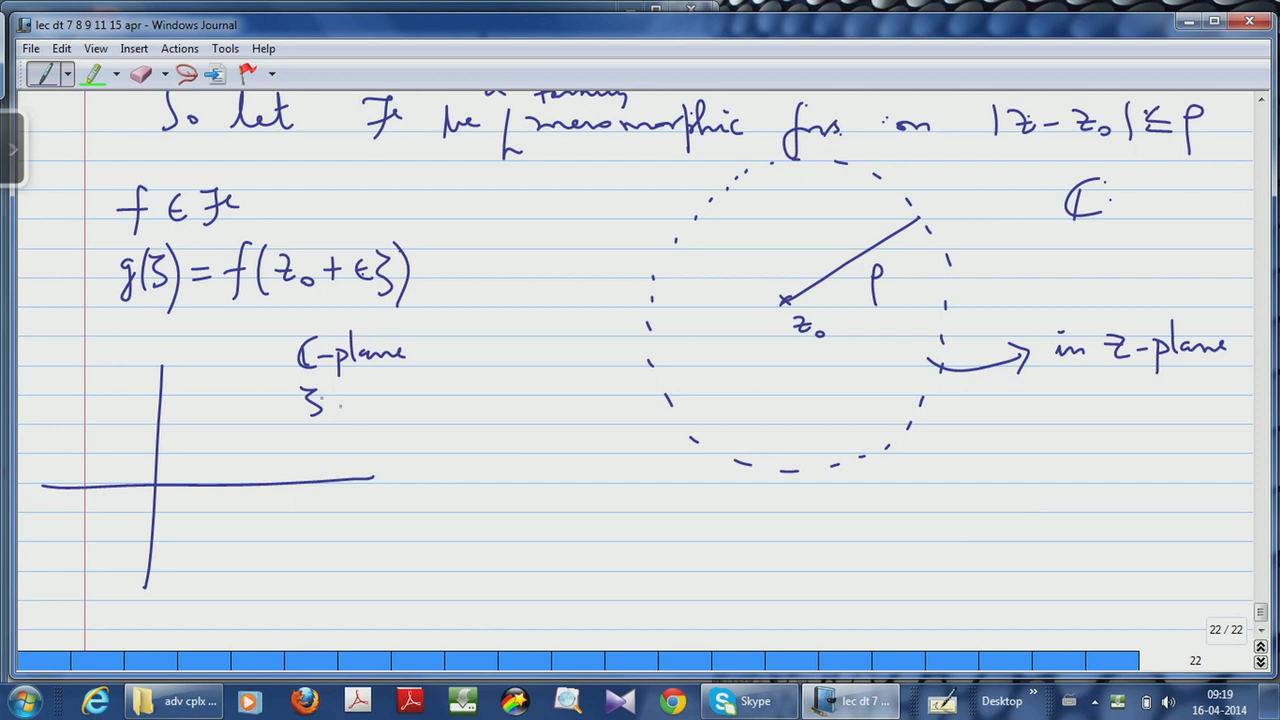 lec dt 7 8 9 11 15 apr - Windows Journal
File Edit View Insert Actions Tools Help
a family
So let ℱ be meromorphic fns. on |z - z₀| ≤ ρ
f ∈ ℱ
ℂ
g(ζ) = f(z₀ + εζ)
ρ
z₀
ℂ-plane
in z-plane
ζ
22 / 22
22
adv cplx ...
Skype
lec dt 7 ...
Desktop
»
09:19
16-04-2014